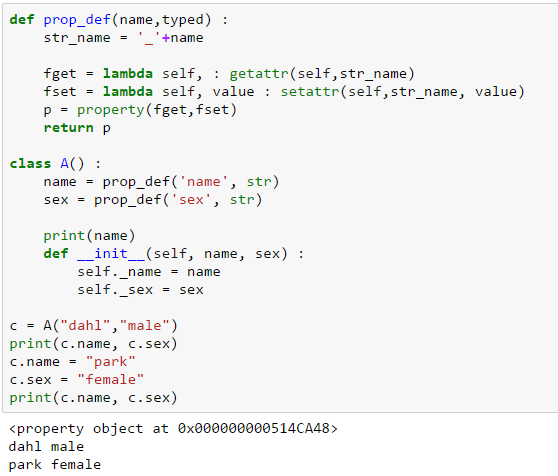 def prop_def(name,typed) :
    str_name = '_'+name
    fget = lambda self, : getattr(self,str_name)
    fset = lambda self, value : setattr(self,str_name, value)
    p = property(fget,fset)
    return p
class A() :
    name = prop_def('name', str)
    sex = prop_def('sex', str)
    print(name)
    def __init__(self, name, sex) :
        self._name = name
        self._sex = sex
c = A("dahl","male")
print(c.name, c.sex)
c.name = "park"
c.sex = "female"
print(c.name, c.sex)
<property object at 0x000000000514CA48>
dahl male
park female